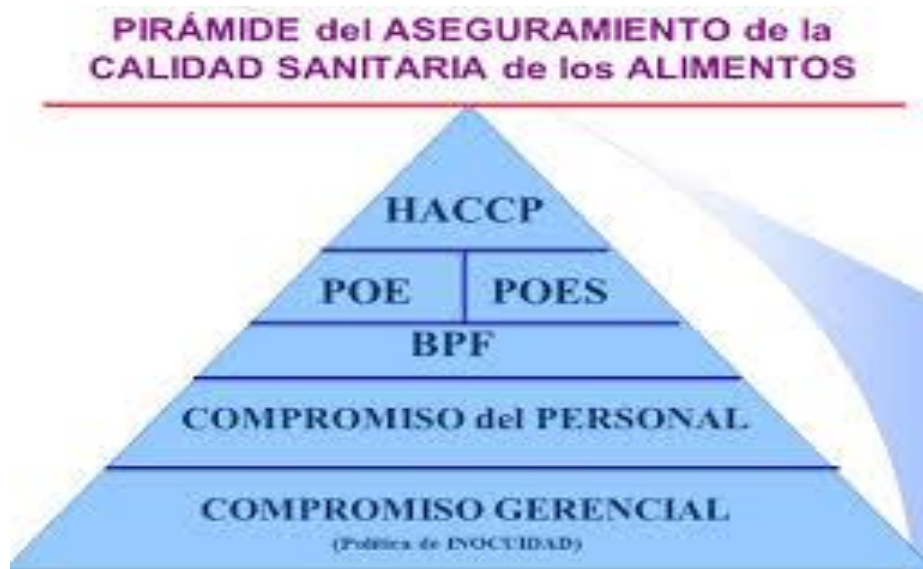 PIRÁMIDE del ASEGURAMIENTO de la
CALIDAD SANITARIA de los ALIMENTOS
HACCP
POE POES
BPF
COMPROMISO del PERSONAL
COMPROMISO GERENCIAL
(Política de INOCUIDAD)